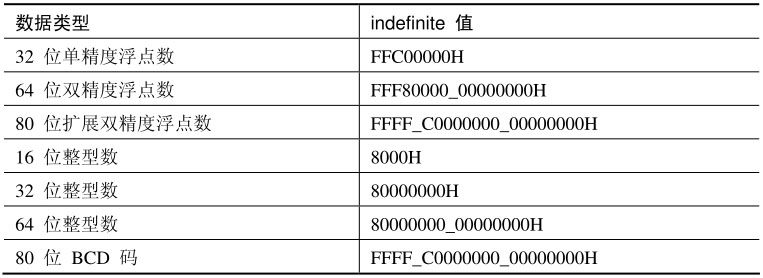 数据类型 indefinite 值
32 位单精度浮点数 FFC00000H
64 位双精度浮点数 FFF80000_00000000H
80 位扩展双精度浮点数 FFFF_C0000000_00000000H
16 位整型数 8000H
32 位整型数 80000000H
64 位整型数 80000000_00000000H
80 位 BCD 码 FFFF_C0000000_00000000H